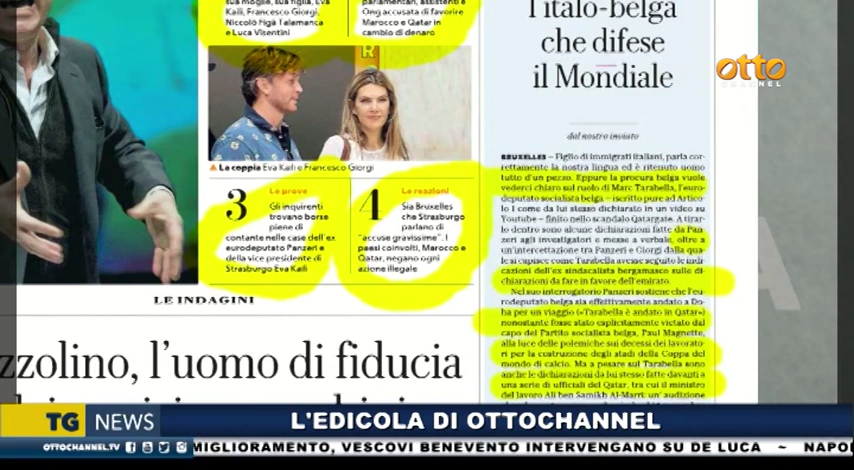 sua moglie, sua figlia, Eva
Kaili, Francesco Giorgi,
Niccolò Figà Talamanca
e Luca Visentini
parlamentari, assistenti e
Ong accusata di favorire
Marocco e Qatar in
cambio di denaro
La coppia Eva Kaili e Francesco Giorgi
3
Le prove
Gli inquirenti
trovano borse
piene di
contante nelle case dell'ex
eurodeputato Panzeri e
della vice presidente di
Strasburgo Eva Kaili
4
Le reazioni
Sia Bruxelles
che Strasburgo
parlano di
"accuse gravissime". I
paesi coinvolti, Marocco e
Qatar, negano ogni
azione illegale
LE INDAGINI
zzolino, l'uomo di fiducia
l'italo-belga
che difese
il Mondiale
dal nostro inviato
BRUXELLES – Figlio di immigrati italiani, parla cor-
rettamente la nostra lingua ed è ritenuto uomo
tutto d'un pezzo. Eppure la procura belga vuole
vederci chiaro sul ruolo di Marc Tarabella, l'euro-
deputato socialista belga – iscritto pure ad Artico-
lo 1 come da lui stesso dichiarato in un video su
Youtube – finito nello scandalo Qatargate. A tirar-
lo dentro sono alcune dichiarazioni fatte da Pan-
zeri agli investigatori e messe a verbale, oltre a
un'intercettazione tra Panzeri e Giorgi dalla qua-
le si capisce come Tarabella avesse seguito le indi-
cazioni dell'ex sindacalista bergamasco sulle di-
chiarazioni da fare in favore dell'emirato.
Nel suo interrogatorio Panzeri sostiene che l'eu-
rodeputato belga sia effettivamente andato a Do-
ha per un viaggio («Tarabella è andato in Qatar»)
nonostante fosse stato esplicitamente vietato dal
capo del Partito socialista belga, Paul Magnette,
alla luce delle polemiche sui decessi dei lavorato-
ri per la costruzione degli stadi della Coppa del
mondo di calcio. Ma a pesare sul Tarabella sono
anche le dichiarazioni da lui stesso fatte davanti a
una serie di ufficiali del Qatar, tra cui il ministro
del lavoro Ali ben Samikh Al-Marri: un' audizione
otto
CHANNEL
TG NEWS
L'EDICOLA DI OTTOCHANNEL
OTTOCHANNEL.TV
MIGLIORAMENTO, VESCOVI BENEVENTO INTERVENGANO SU DE LUCA ~ NAPO